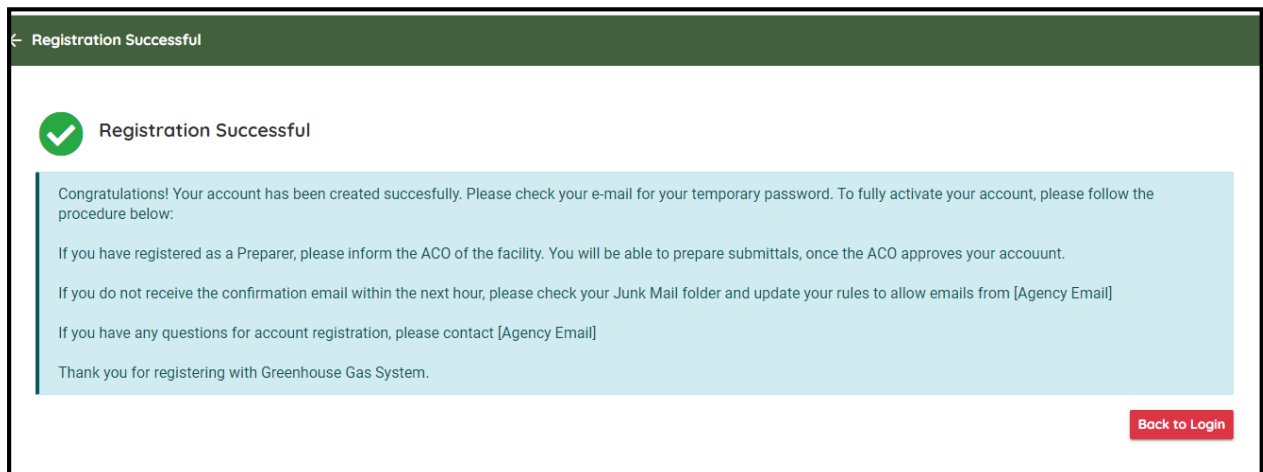 ← Registration Successful
Registration Successful
Congratulations! Your account has been created succesfully. Please check your e-mail for your temporary password. To fully activate your account, please follow the
procedure below:
If you have registered as a Preparer, please inform the ACO of the facility. You will be able to prepare submittals, once the ACO approves your accouunt.
If you do not receive the confirmation email within the next hour, please check your Junk Mail folder and update your rules to allow emails from [Agency Email]
If you have any questions for account registration, please contact [Agency Email]
Thank you for registering with Greenhouse Gas System.
Back to Login